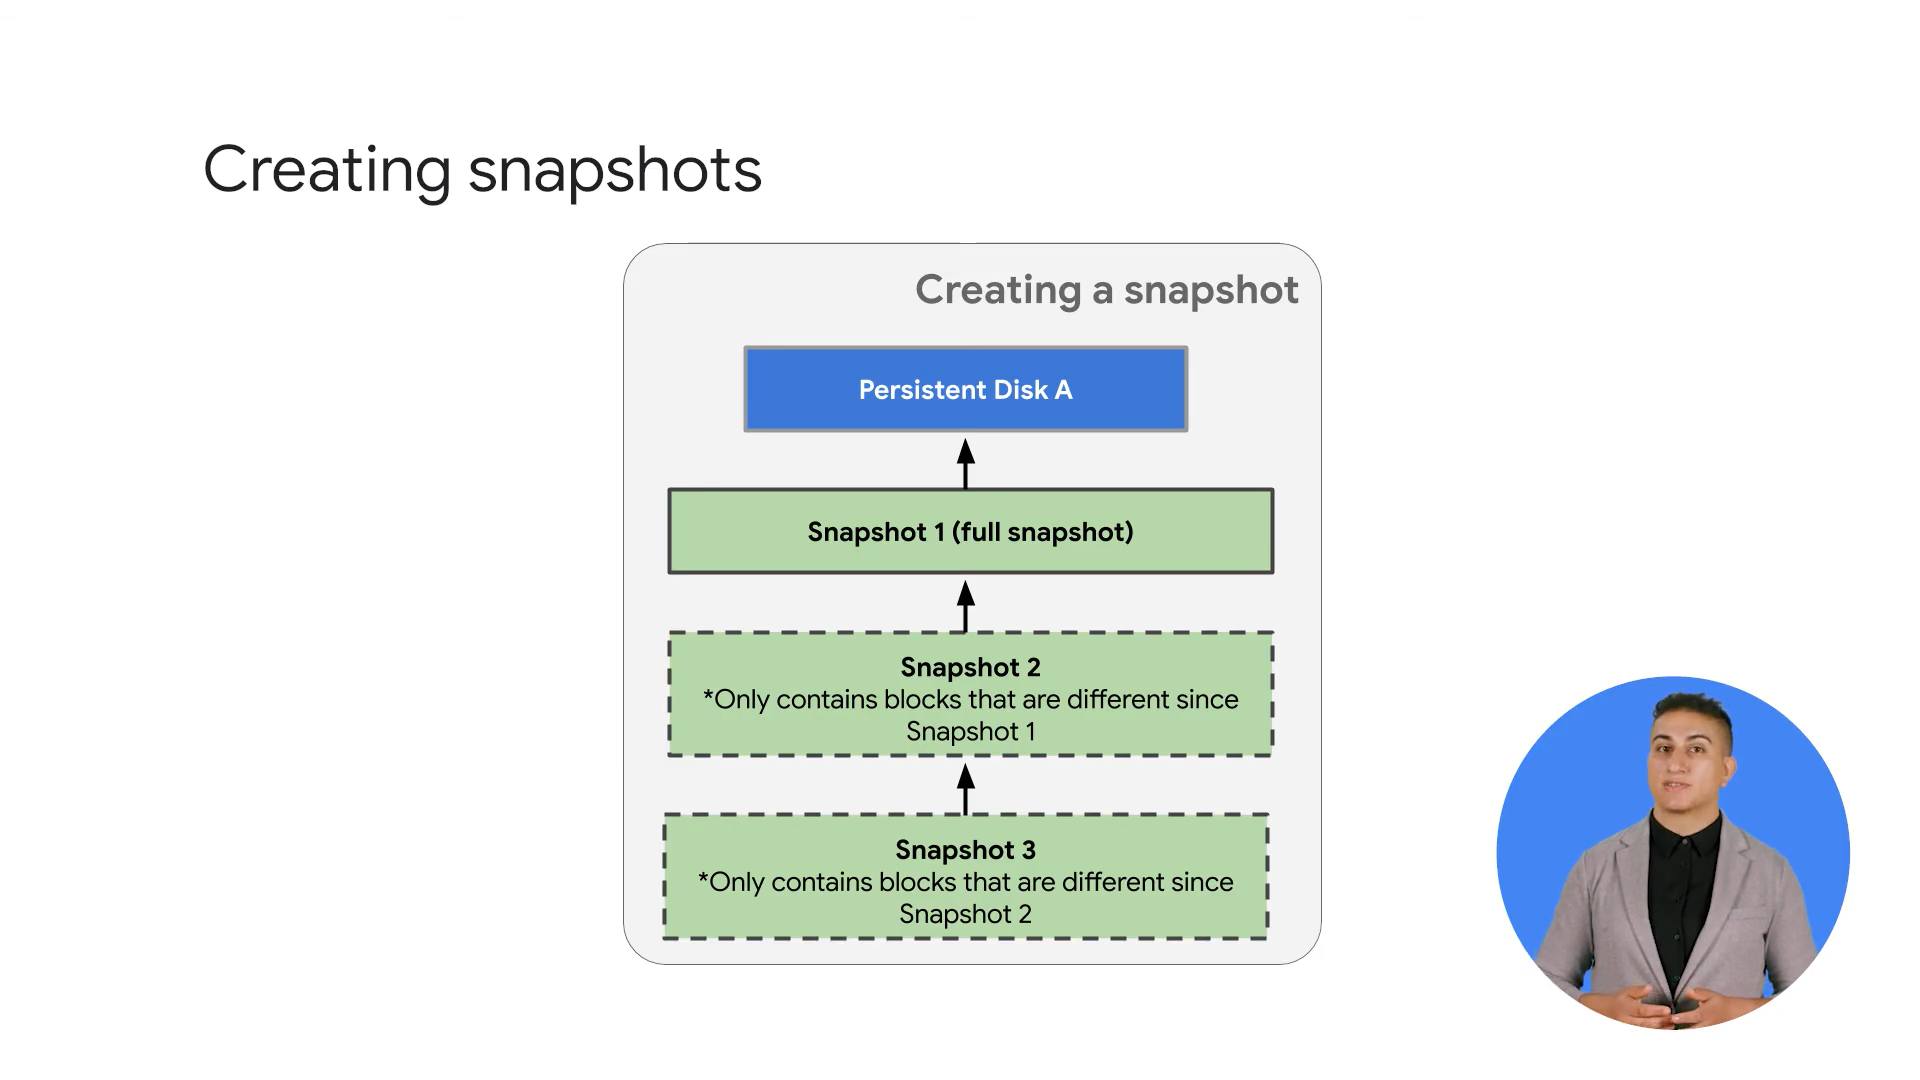 Creating snapshots
Creating a snapshot
Persistent Disk A
Snapshot 1 (full snapshot)
Snapshot 2
*Only contains blocks that are different since
Snapshot 1
Snapshot 3
*Only contains blocks that are different since
Snapshot 2